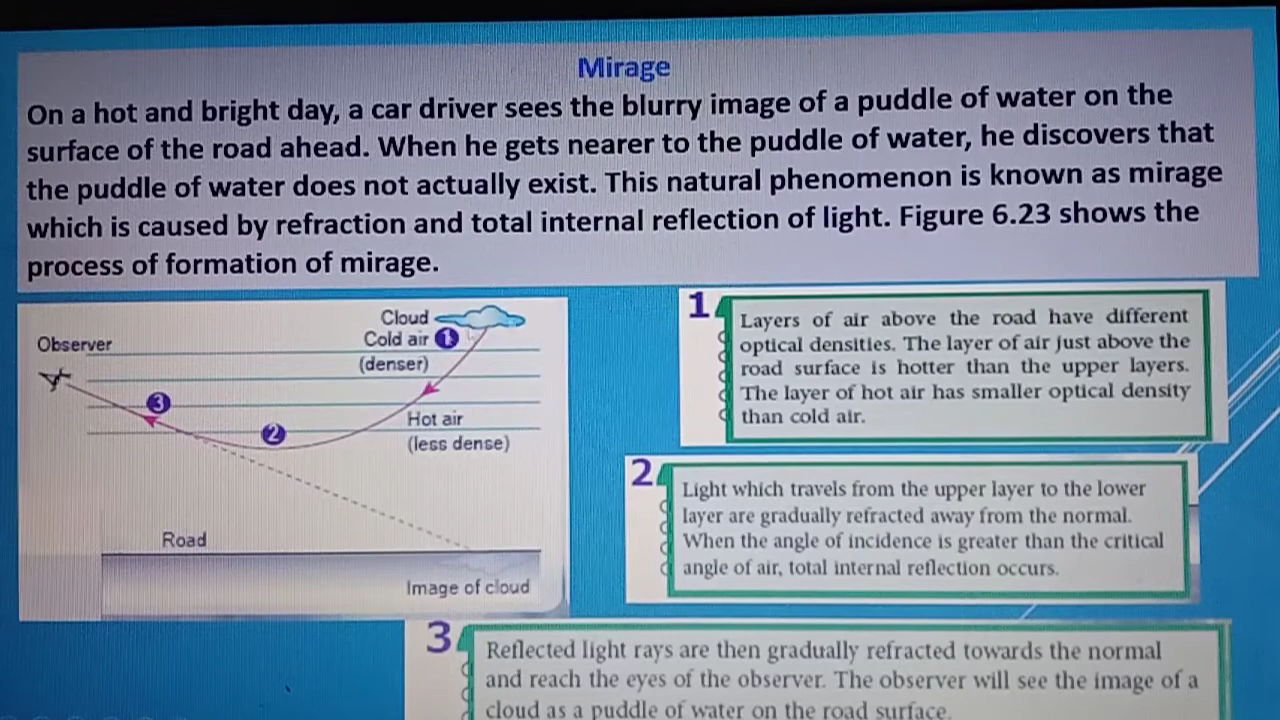 Mirage
On a hot and bright day, a car driver sees the blurry image of a puddle of water on the
surface of the road ahead. When he gets nearer to the puddle of water, he discovers that
the puddle of water does not actually exist. This natural phenomenon is known as mirage
which is caused by refraction and total internal reflection of light. Figure 6.23 shows the
process of formation of mirage.
Observer
Cloud
Cold air 1
(denser)
3
2
Hot air
(less dense)
Road
Image of cloud
1
Layers of air above the road have different
optical densities. The layer of air just above the
road surface is hotter than the upper layers.
The layer of hot air has smaller optical density
than cold air.
2
Light which travels from the upper layer to the lower
layer are gradually refracted away from the normal.
When the angle of incidence is greater than the critical
angle of air, total internal reflection occurs.
3
Reflected light rays are then gradually refracted towards the normal
and reach the eyes of the observer. The observer will see the image of a
cloud as a puddle of water on the road surface.